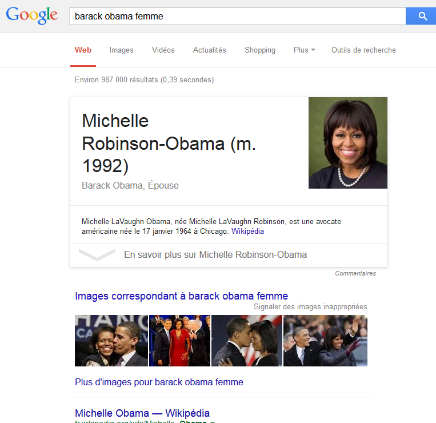 Google
barack obama femme
Web Images Vidéos Actualités Shopping Plus Outils de recherche
Environ 987 000 résultats (0,39 secondes)
Michelle
Robinson-Obama (m.
1992)
Barack Obama, Épouse
Michelle LaVaughn Obama, née Michelle LaVaughn Robinson, est une avocate
américaine née le 17 janvier 1964 à Chicago. Wikipédia
En savoir plus sur Michelle Robinson-Obama
Commentaires
Images correspondant à barack obama femme
Signaler des images inappropriées
Plus d'images pour barack obama femme
Michelle Obama — Wikipédia